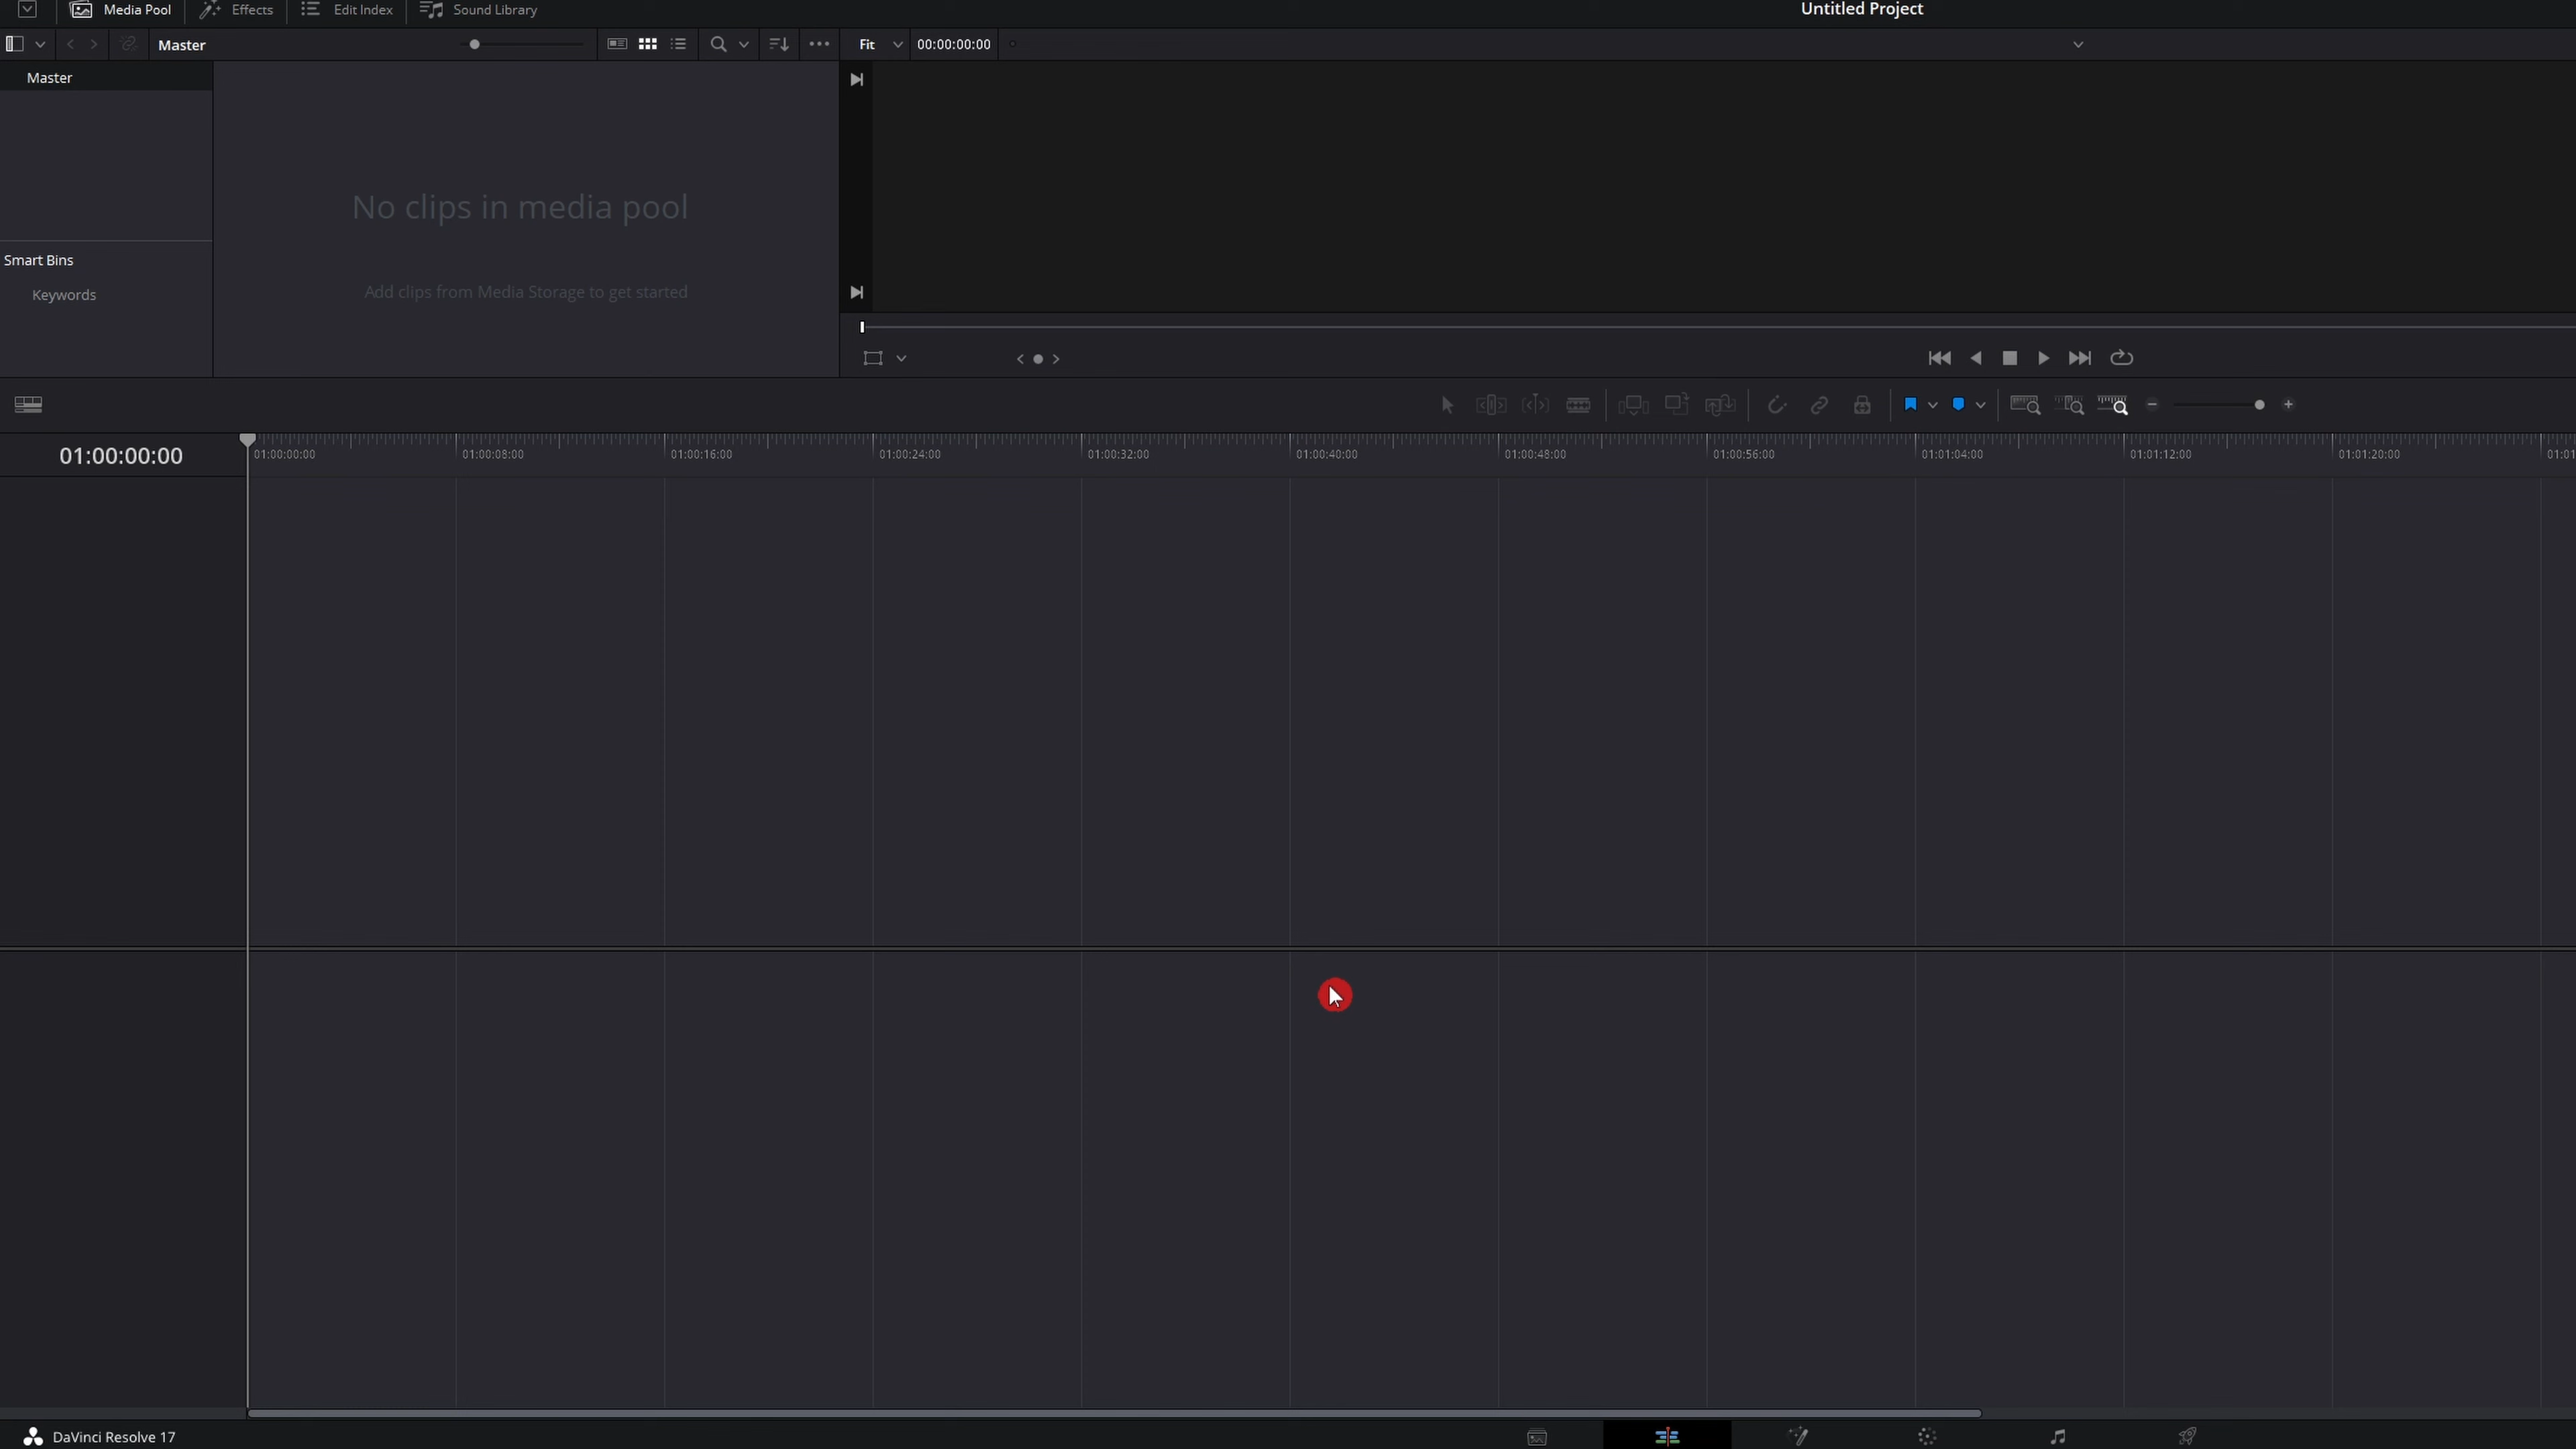 Media Pool Effects Edit Index Sound Library Untitled Project
Master Fit 00:00:00:00
Master
No clips in media pool
Smart Bins
Add clips from Media Storage to get started
Keywords
01:00:00:00 01:00:00:00 01:00:08:00 01:00:16:00 01:00:24:00 01:00:32:00 01:00:40:00 01:00:48:00 01:00:56:00 01:01:04:00 01:01:12:00 01:01:20:00 01:01
DaVinci Resolve 17